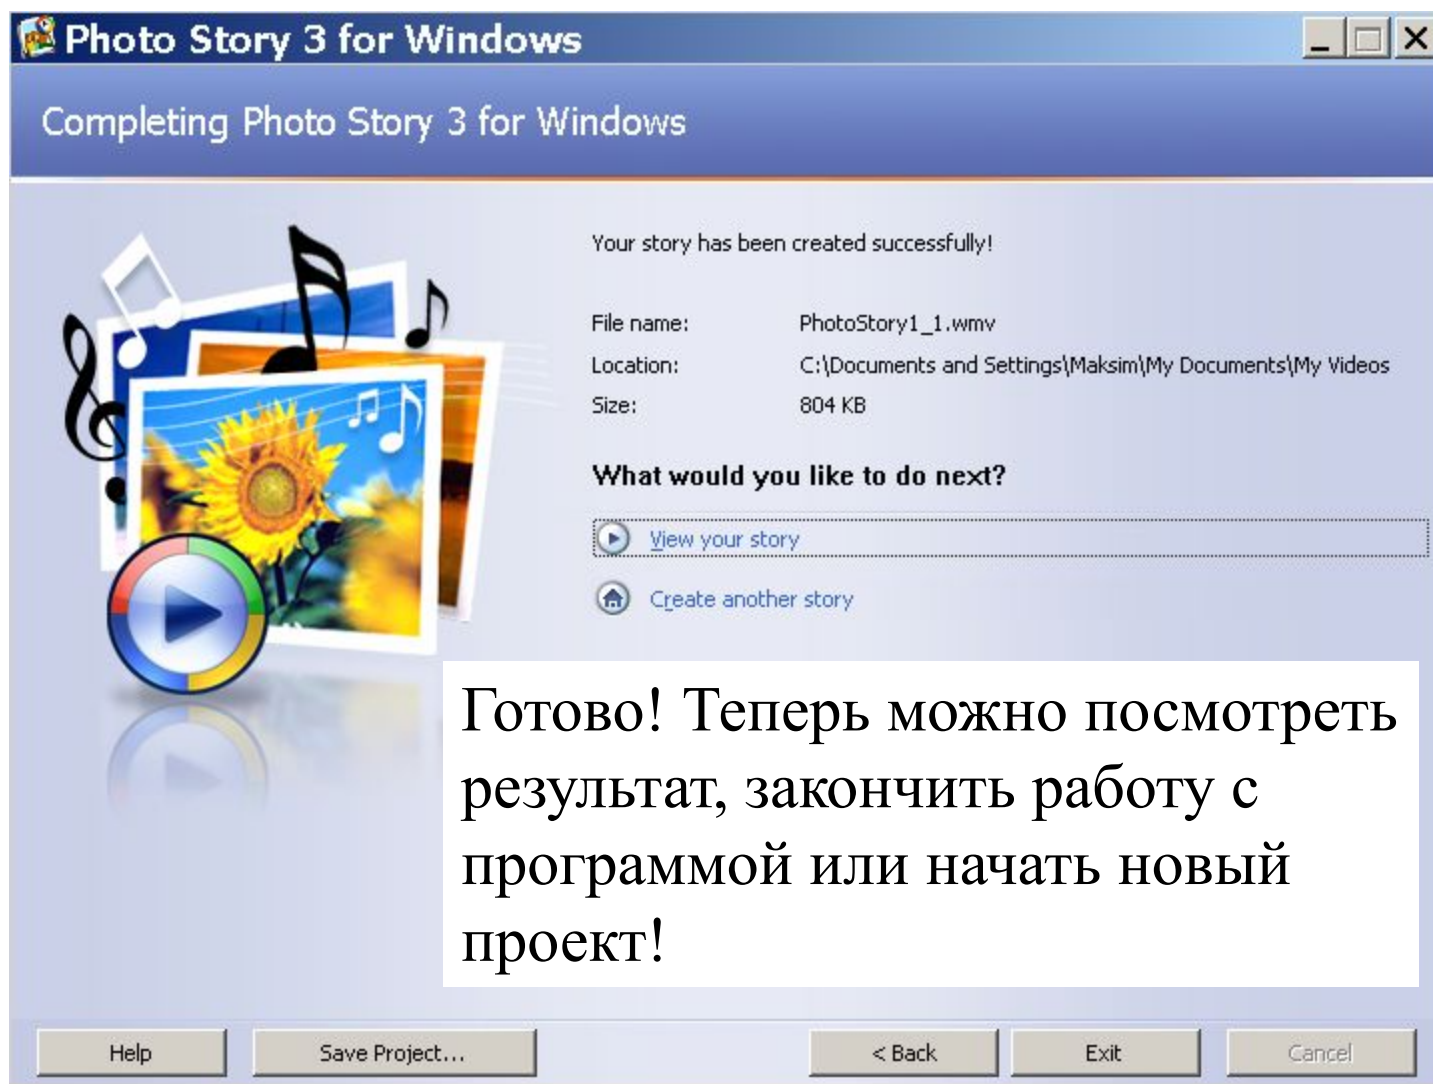 Photo Story 3 for Windows
Completing Photo Story 3 for Windows
Your story has been created successfully!
File name: PhotoStory1_1.wmv
Location: C:\Documents and Settings\Maksim\My Documents\My Videos
Size: 804 KB
What would you like to do next?
View your story
Create another story
Готово! Теперь можно посмотреть
результат, закончить работу с
программой или начать новый
проект!
Help Save Project... < Back Exit Cancel